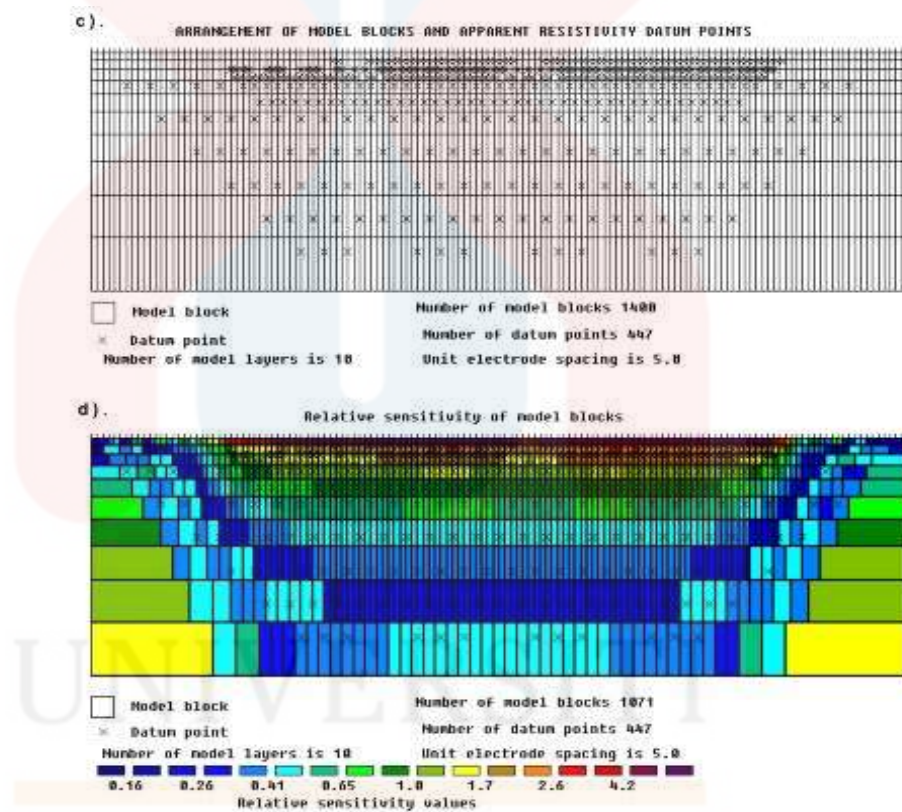 c).
ARRANGEMENT OF MODEL BLOCKS AND APPARENT RESISTIVITY DATUM POINTS
Model block
Number of model blocks 1400
Datum point
Number of datum points 447
Number of model layers is 10
Unit electrode spacing is 5.0
d).
Relative sensitivity of model blocks
UNIVERSITI
Model block
Number of model blocks 1071
Datum point
Number of datum points 447
Number of model layers is 10
Unit electrode spacing is 5.0
0.16 0.26 0.41 0.65 1.0 1.7 2.6 4.2
Relative sensitivity values